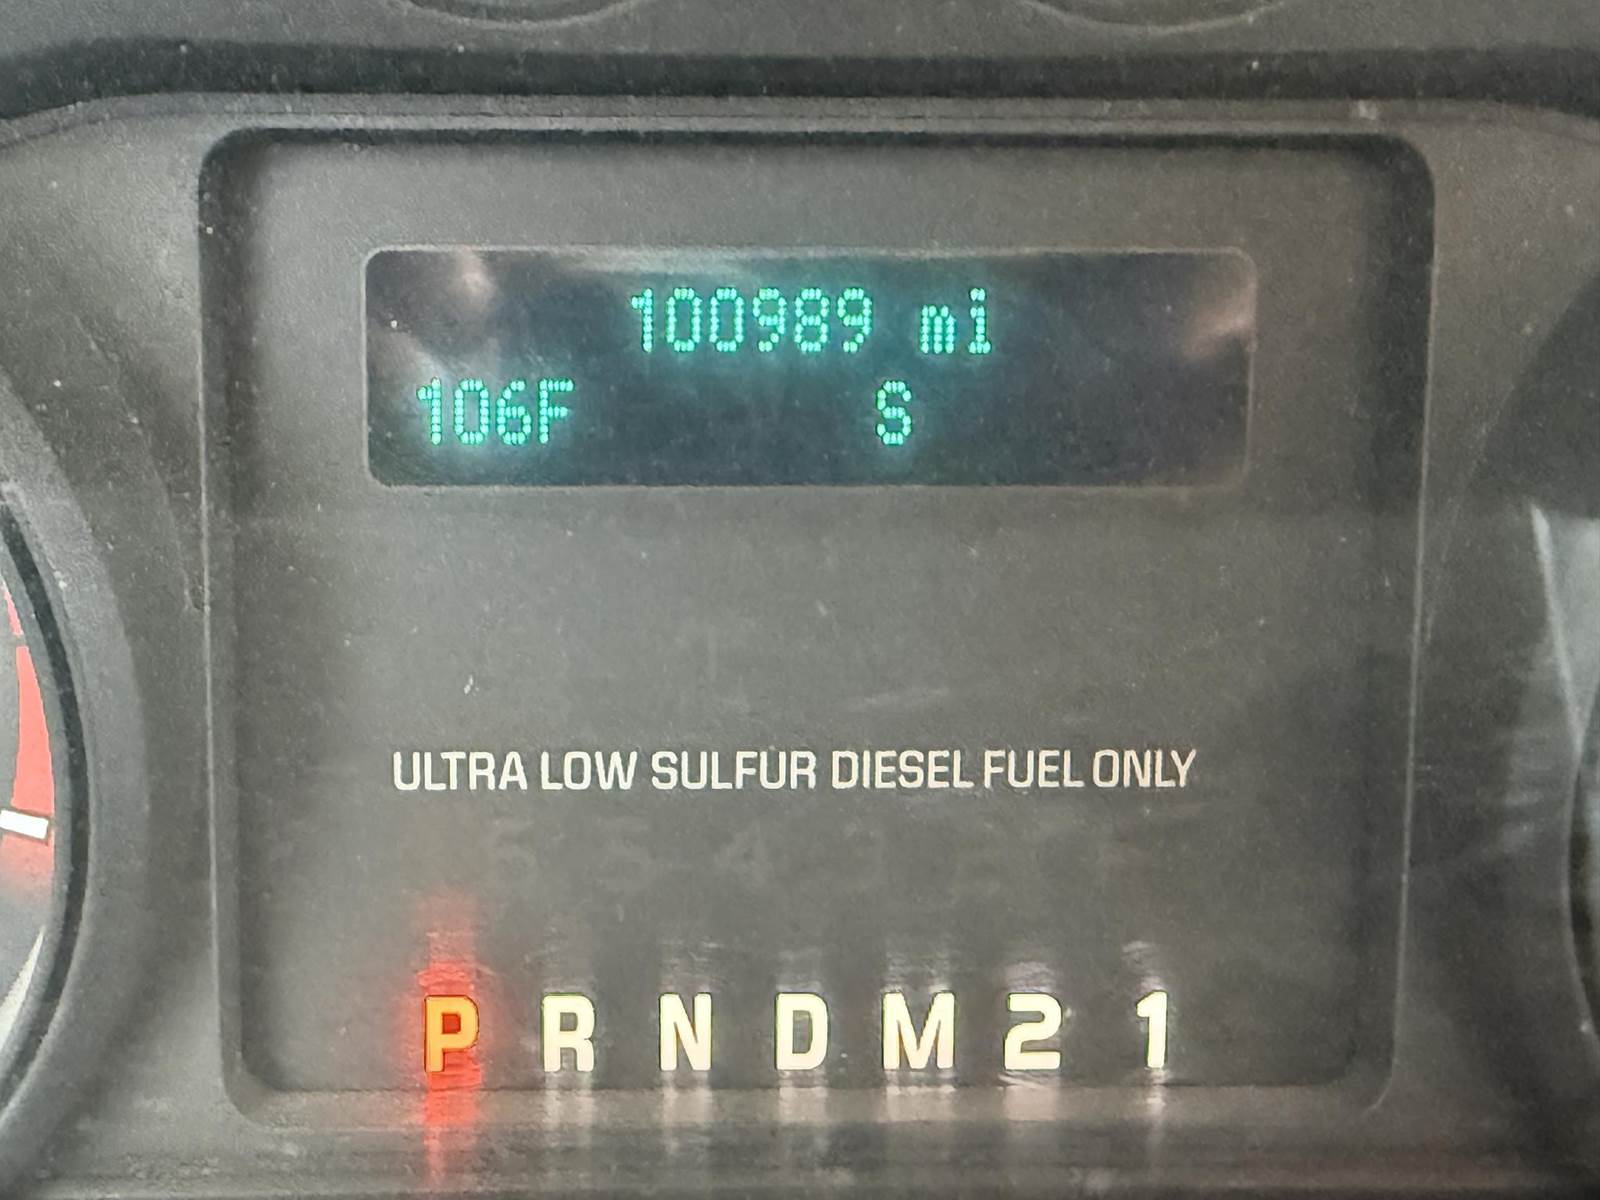 100989 mi
106F S
ULTRA LOW SULFUR DIESEL FUEL ONLY
P R N D M 2 1